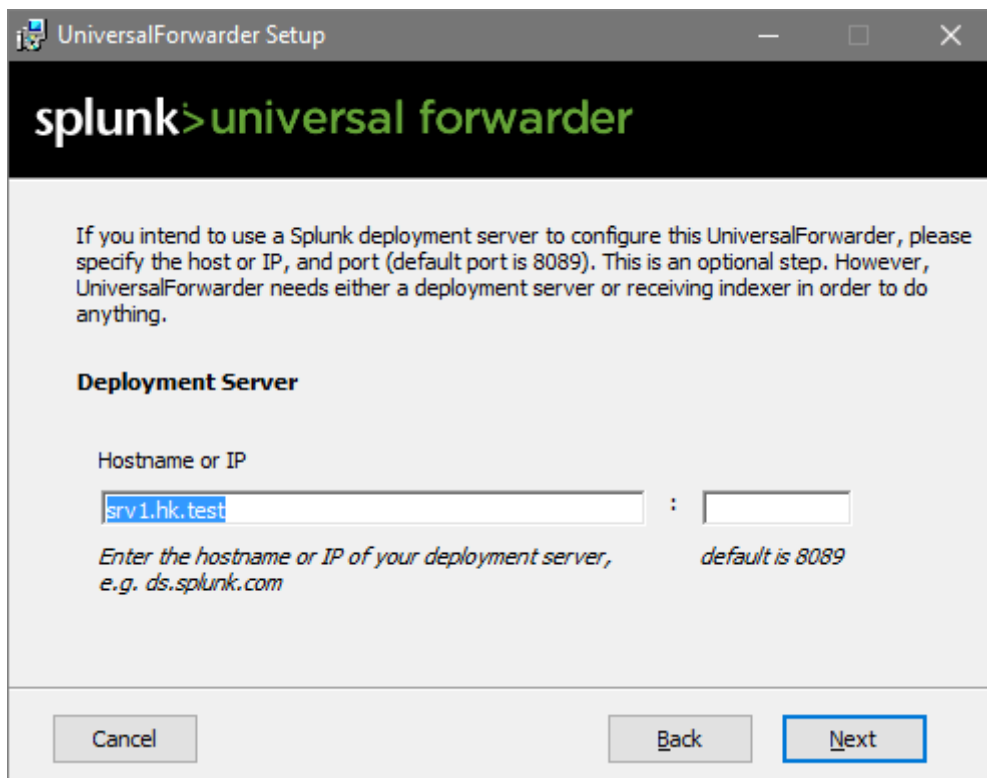 UniversalForwarder Setup
splunk>universal forwarder
If you intend to use a Splunk deployment server to configure this UniversalForwarder, please
specify the host or IP, and port (default port is 8089). This is an optional step. However,
UniversalForwarder needs either a deployment server or receiving indexer in order to do
anything.
Deployment Server
Hostname or IP
srv1.hk.test :
Enter the hostname or IP of your deployment server, default is 8089
e.g. ds.splunk.com
Cancel Back Next